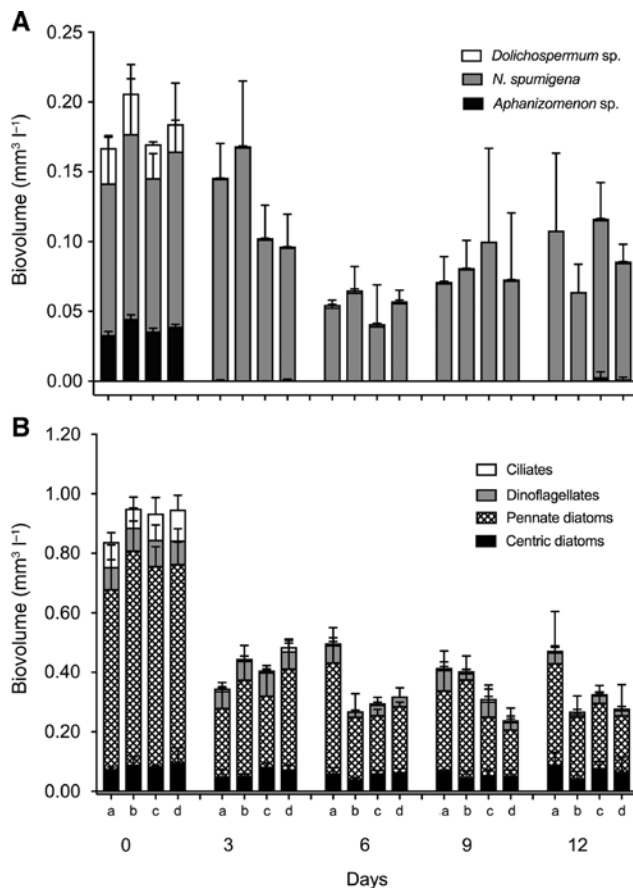 A
0.25
0.20
0.15
0.10
0.05
0.00
Biovolume (mm³ l⁻¹)
Dolichospermum sp.
N. spumigena
Aphanizomenon sp.
B
1.20
1.00
0.80
0.60
0.40
0.20
0.00
Biovolume (mm³ l⁻¹)
Ciliates
Dinoflagellates
Pennate diatoms
Centric diatoms
a b c d a b c d a b c d a b c d a b c d
0 3 6 9 12
Days